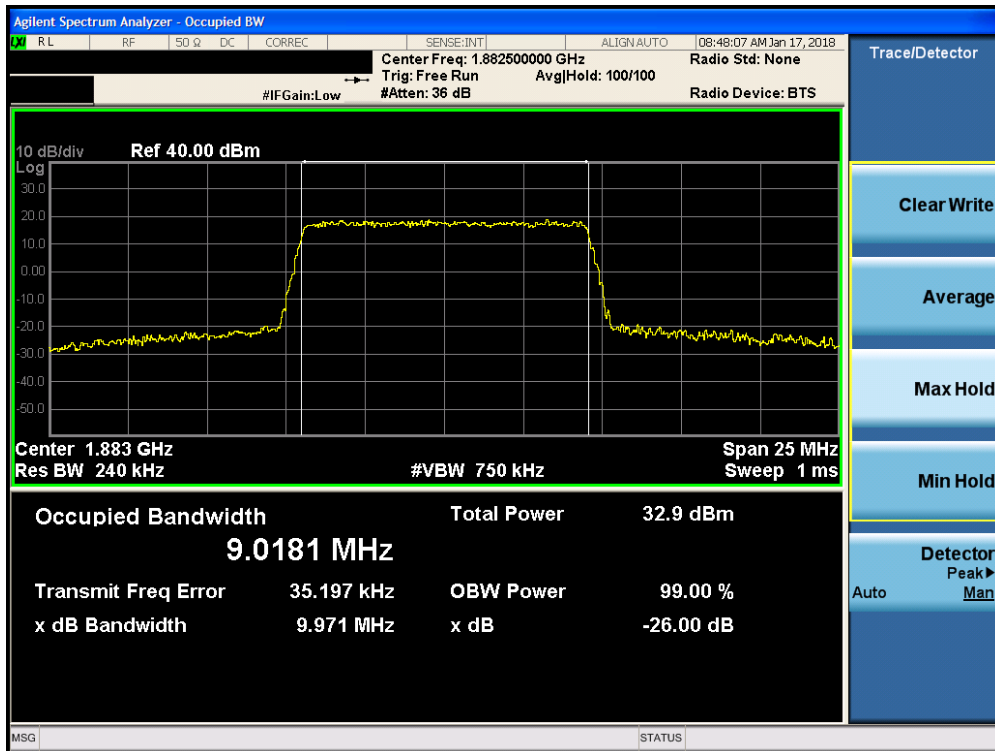 Agilent Spectrum Analyzer - Occupied BW
LXI RL RF 50 Ω DC CORREC SENSE:INT ALIGN AUTO 08:48:07 AM Jan 17, 2018
Center Freq: 1.882500000 GHz Radio Std: None
Trig: Free Run Avg|Hold: 100/100
#IFGain:Low #Atten: 36 dB Radio Device: BTS
Trace/Detector
10 dB/div Ref 40.00 dBm
Log
30.0
20.0
10.0
0.00
-10.0
-20.0
-30.0
-40.0
-50.0
Center 1.883 GHz Span 25 MHz
Res BW 240 kHz #VBW 750 kHz Sweep 1 ms
Occupied Bandwidth Total Power 32.9 dBm
9.0181 MHz
Transmit Freq Error 35.197 kHz OBW Power 99.00 %
x dB Bandwidth 9.971 MHz x dB -26.00 dB
Clear Write
Average
Max Hold
Min Hold
Detector
Peak▶
Auto Man
MSG STATUS